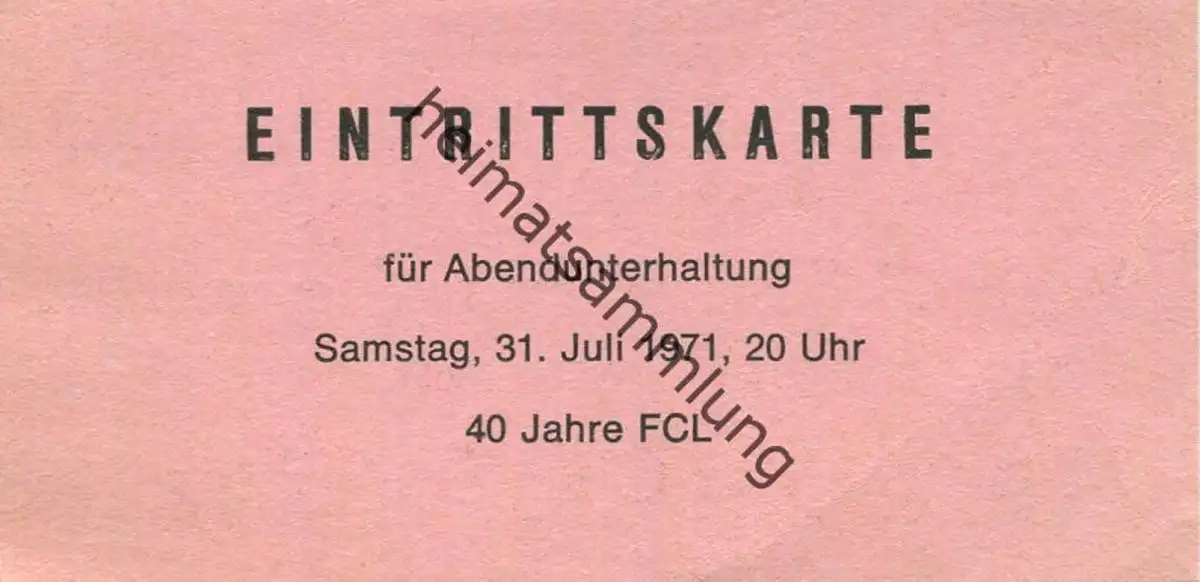 EINTRITTSKARTE
für Abendunterhaltung
Samstag, 31. Juli 1971, 20 Uhr
40 Jahre FCL
heimatsammlung